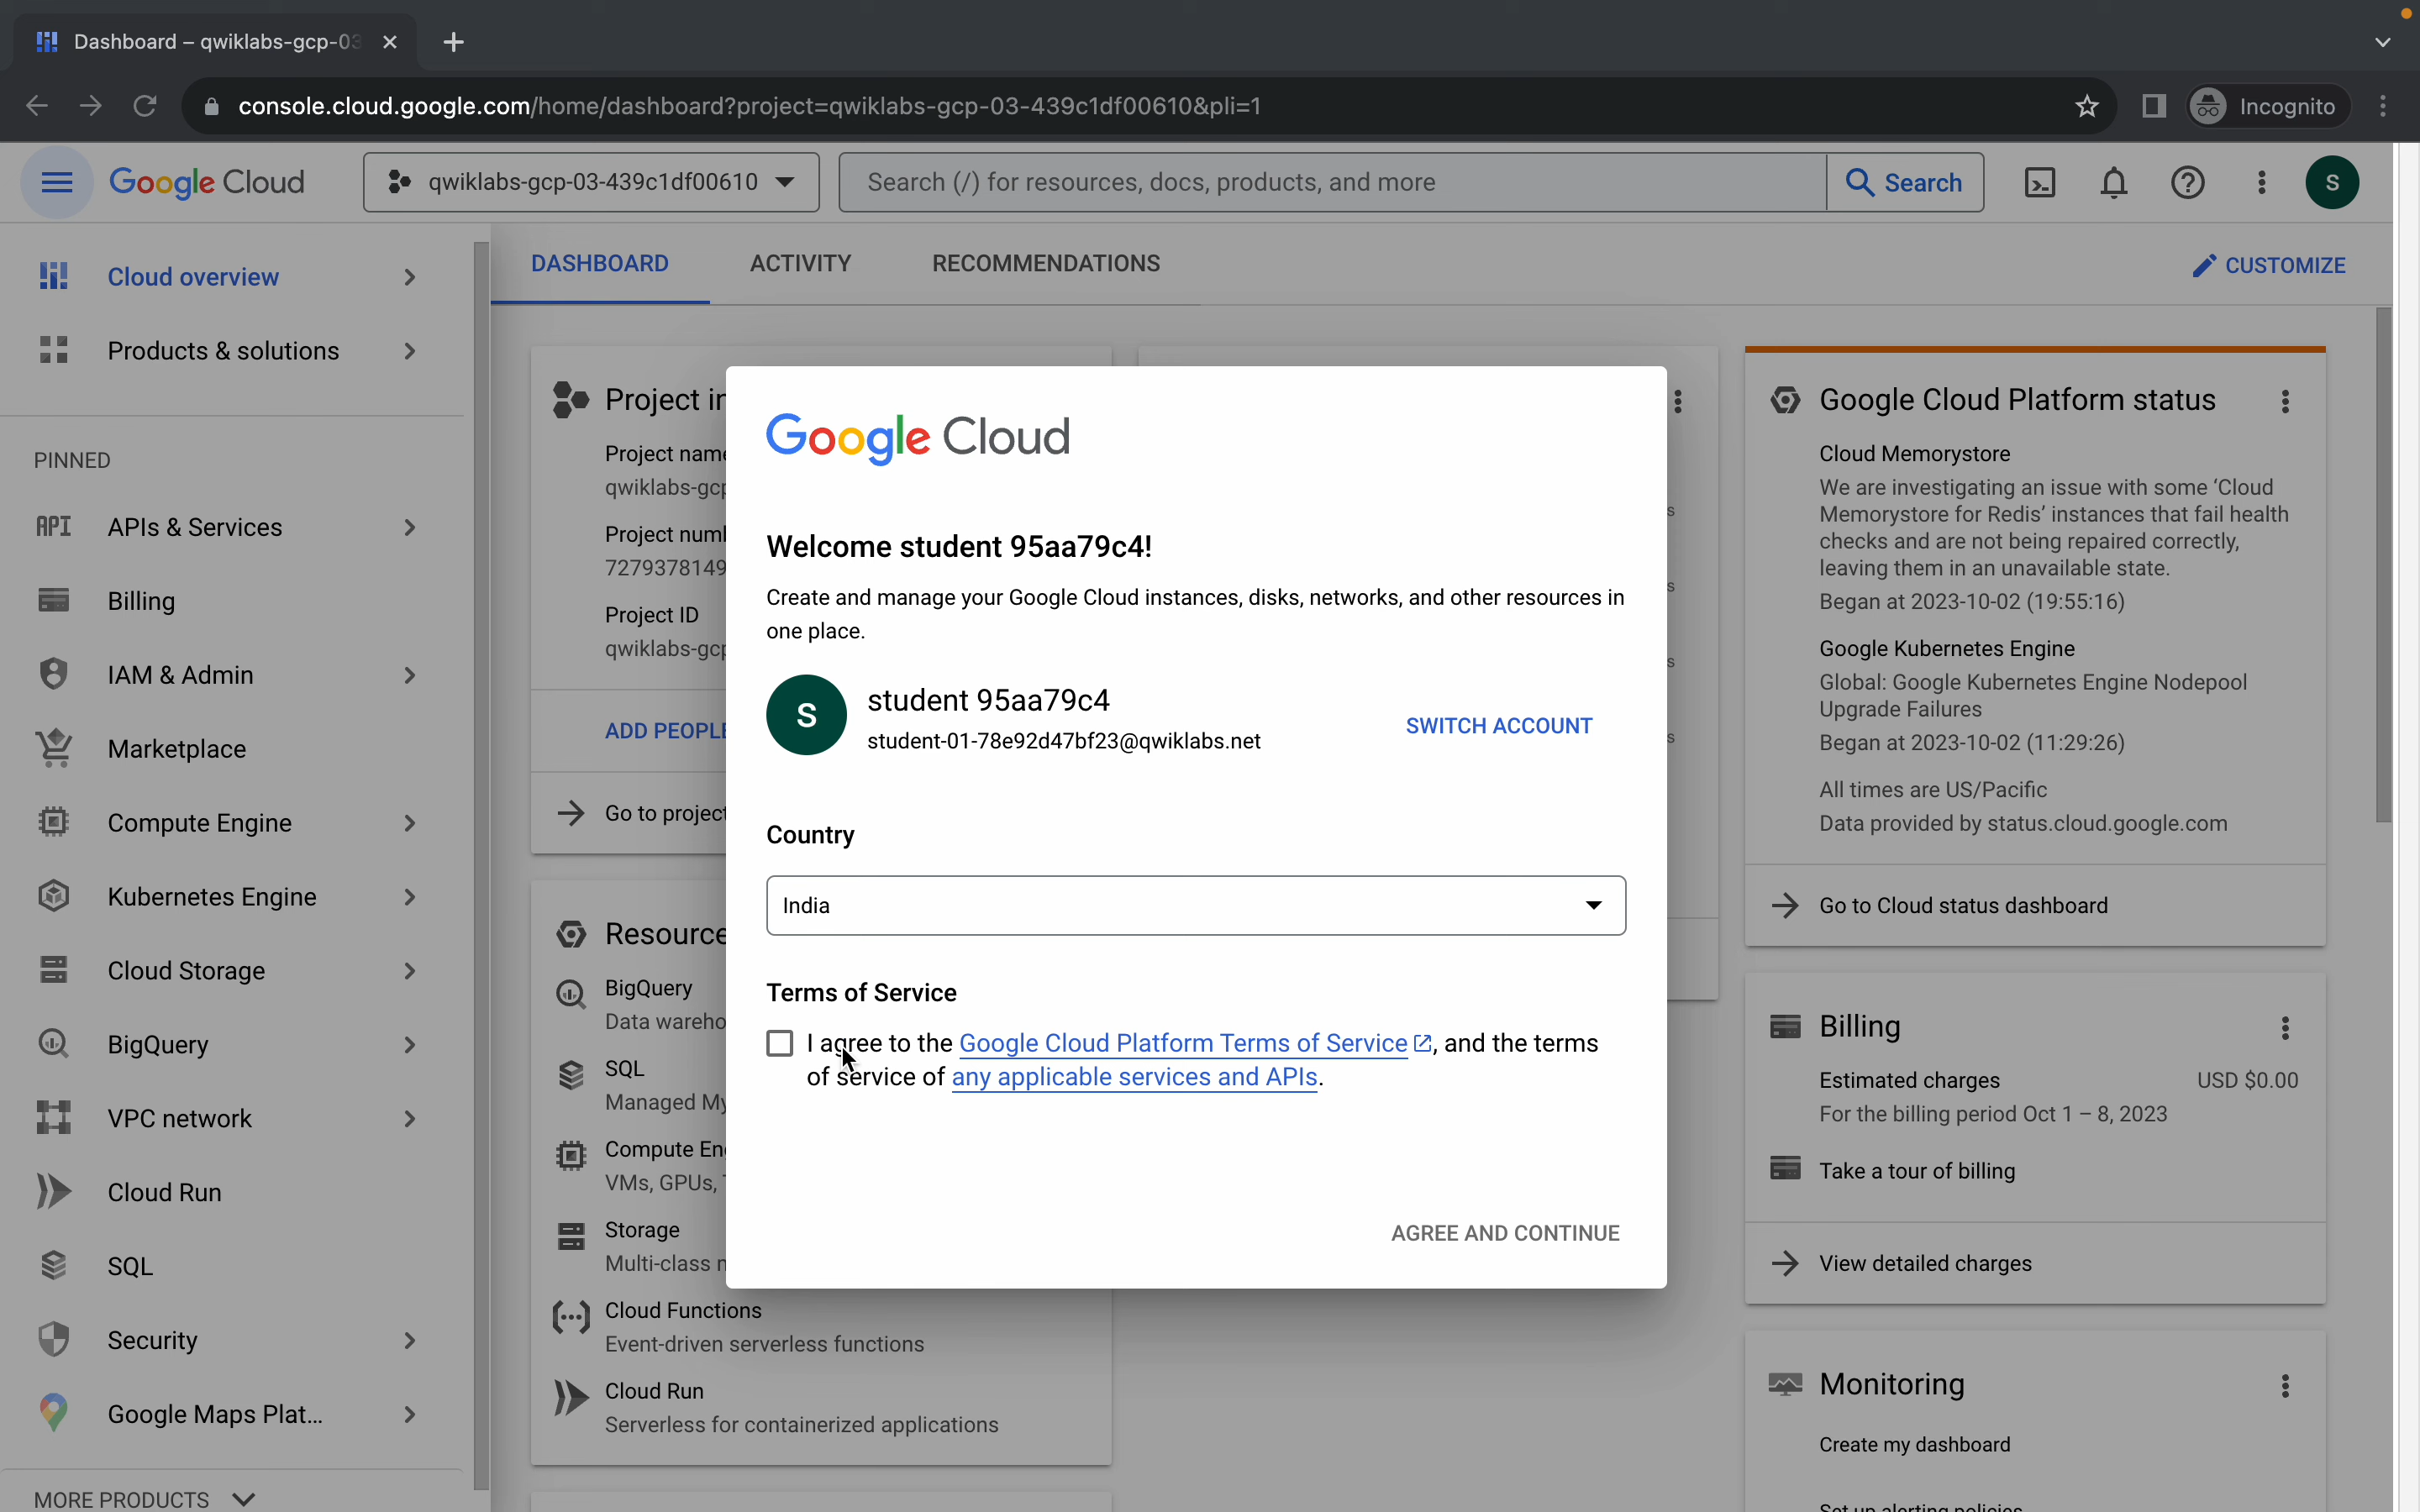 Dashboard – qwiklabs-gcp-03
console.cloud.google.com/home/dashboard?project=qwiklabs-gcp-03-439c1df00610&pli=1
Incognito
Google Cloud
qwiklabs-gcp-03-439c1df00610
Search (/) for resources, docs, products, and more
Search
S
Cloud overview
Products & solutions
PINNED
API APIs & Services
Billing
IAM & Admin
Marketplace
Compute Engine
Kubernetes Engine
Cloud Storage
BigQuery
VPC network
Cloud Run
SQL
Security
Google Maps Plat...
MORE PRODUCTS
DASHBOARD
ACTIVITY
RECOMMENDATIONS
CUSTOMIZE
Project in
Project name
qwiklabs-gcp
Project num
7279378149
Project ID
qwiklabs-gcp
ADD PEOPLE
Go to project
Resource
BigQuery
Data wareho
SQL
Managed My
Compute En
VMs, GPUs,
Storage
Multi-class
Cloud Functions
Event-driven serverless functions
Cloud Run
Serverless for containerized applications
Google Cloud
Welcome student 95aa79c4!
Create and manage your Google Cloud instances, disks, networks, and other resources in
one place.
S
student 95aa79c4
student-01-78e92d47bf23@qwiklabs.net
SWITCH ACCOUNT
Country
India
Terms of Service
I agree to the Google Cloud Platform Terms of Service, and the terms
of service of any applicable services and APIs.
AGREE AND CONTINUE
s
s
s
s
Google Cloud Platform status
Cloud Memorystore
We are investigating an issue with some ‘Cloud
Memorystore for Redis’ instances that fail health
checks and are not being repaired correctly,
leaving them in an unavailable state.
Began at 2023-10-02 (19:55:16)
Google Kubernetes Engine
Global: Google Kubernetes Engine Nodepool
Upgrade Failures
Began at 2023-10-02 (11:29:26)
All times are US/Pacific
Data provided by status.cloud.google.com
Go to Cloud status dashboard
Billing
Estimated charges USD $0.00
For the billing period Oct 1 – 8, 2023
Take a tour of billing
View detailed charges
Monitoring
Create my dashboard
Set up alerting policies